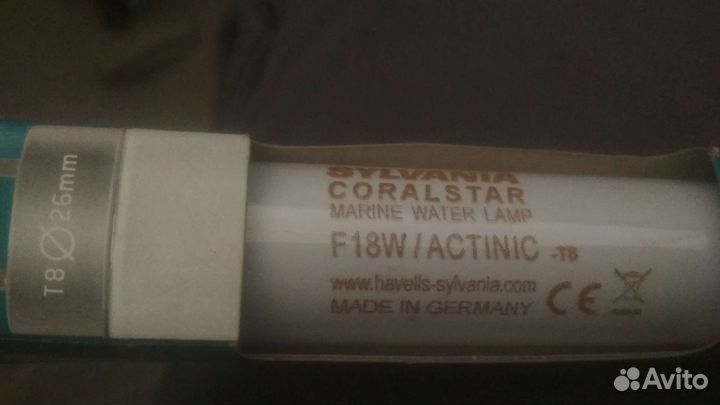 T8 Ø 26mm
SYLVANIA
CORALSTAR
MARINE WATER LAMP
F18W/ACTINIC -T8
www.havells-sylvania.com
MADE IN GERMANY CE
Avito